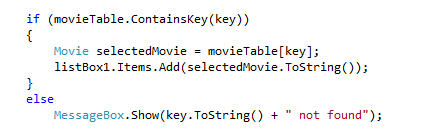 if (movieTable.ContainsKey(key))
{
Movie selectedMovie = movieTable[key];
listBox1.Items.Add(selectedMovie.ToString());
}
else
MessageBox.Show(key.ToString() + " not found");